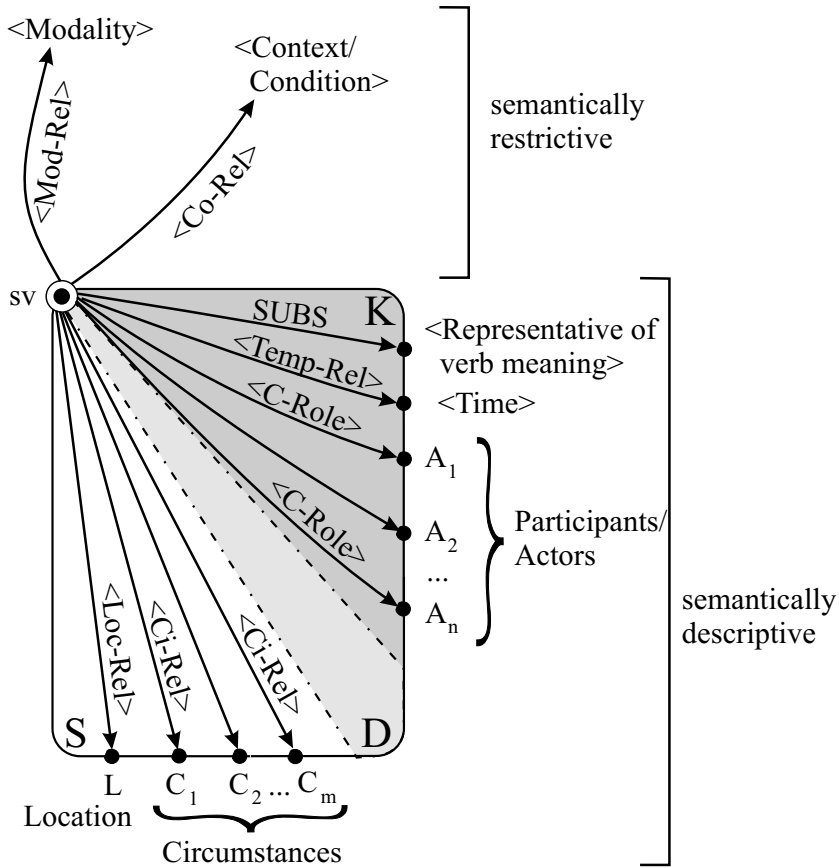 <Modality>
<Context/
Condition>
<Mod-Rel>
<Co-Rel>
semantically
restrictive
sv
SUBS
K
<Representative of
verb meaning>
<Temp-Rel>
<Time>
<C-Role>
A1
A2
...
An
<C-Role>
Participants/
Actors
semantically
descriptive
<Loc-Rel>
<Ci-Rel>
<Ci-Rel>
S
D
L
C1 C2 ... Cm
Location
Circumstances